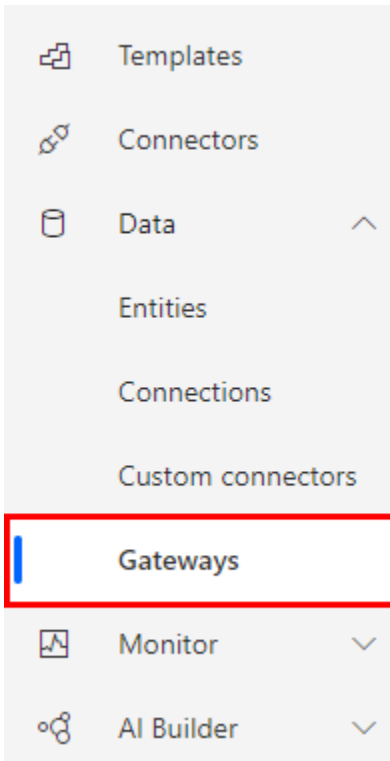 Templates
Connectors
Data
Entities
Connections
Custom connectors
Gateways
Monitor
AI Builder